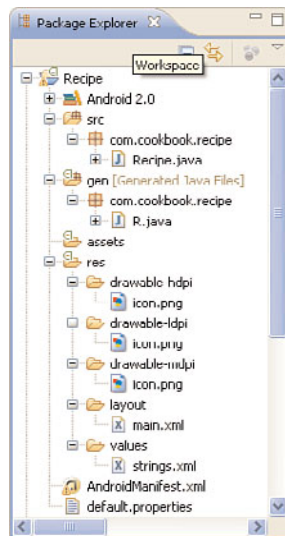 Package Explorer
Workspace
Recipe
Android 2.0
src
com.cookbook.recipe
Recipe.java
gen [Generated Java Files]
com.cookbook.recipe
R.java
assets
res
drawable-hdpi
icon.png
drawable-ldpi
icon.png
drawable-mdpi
icon.png
layout
main.xml
values
strings.xml
AndroidManifest.xml
default.properties